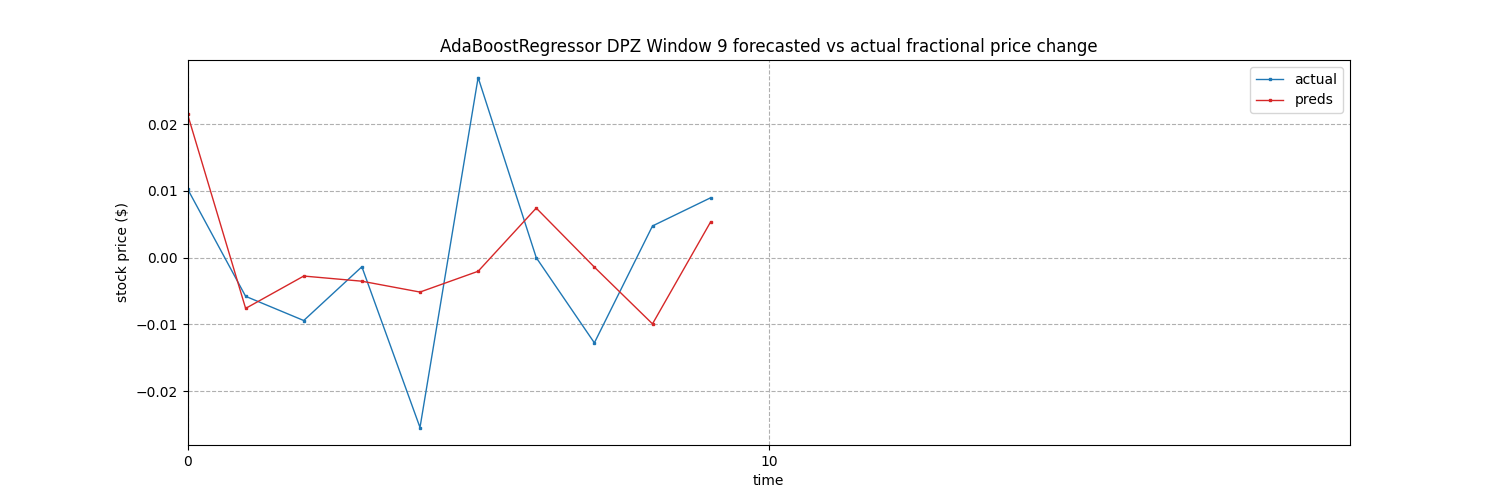 AdaBoostRegressor DPZ Window 9 forecasted vs actual fractional price change
actual
preds
0.02
0.01
0.00
−0.01
−0.02
stock price ($)
0
10
time